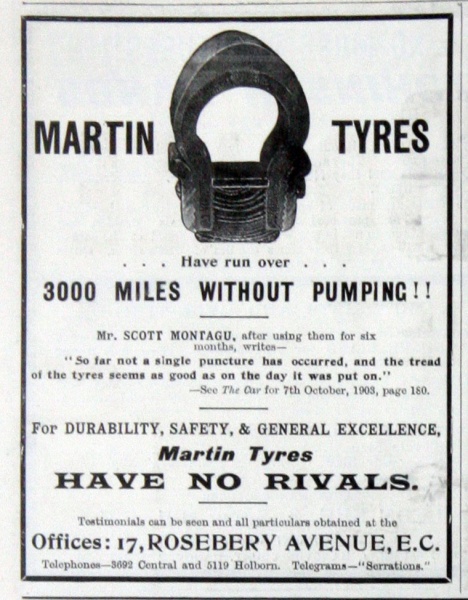 MARTIN TYRES
. . . Have run over . . .
3000 MILES WITHOUT PUMPING!!
Mr. SCOTT MONTAGU, after using them for six
months, writes—
"So far not a single puncture has occurred, and the tread
of the tyres seems as good as on the day it was put on."
—See The Car for 7th October, 1903, page 180.
For DURABILITY, SAFETY, & GENERAL EXCELLENCE,
Martin Tyres
HAVE NO RIVALS.
Testimonials can be seen and all particulars obtained at the
Offices: 17, ROSEBERY AVENUE, E.C.
Telephones—3692 Central and 5119 Holborn. Telegrams—"Serrations."